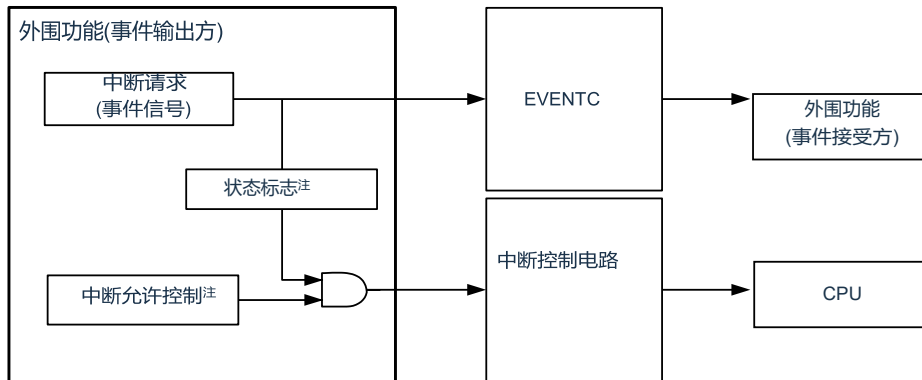 外围功能(事件输出方)
中断请求
(事件信号)
EVENTC
外围功能
(事件接受方)
状态标志注
中断控制电路
中断允许控制注
CPU